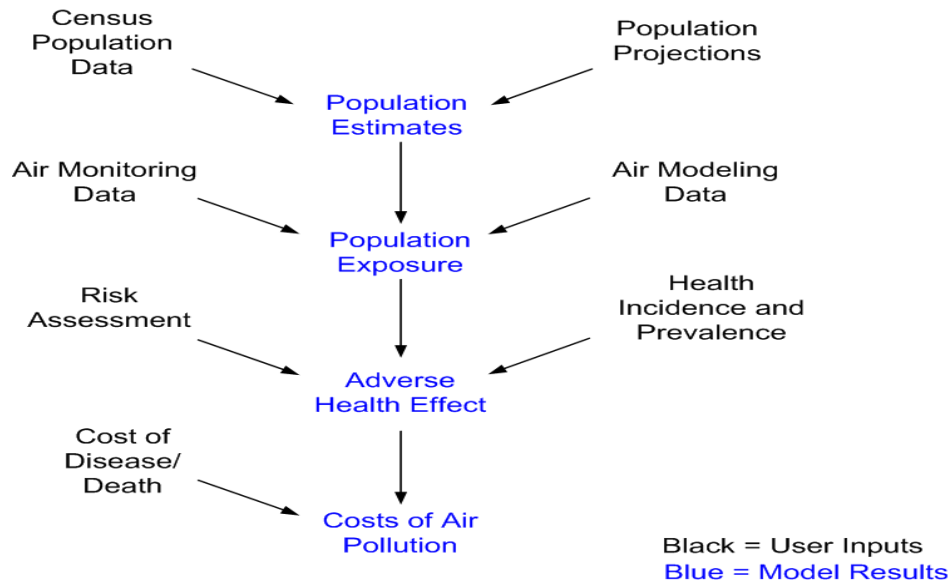 Census
Population
Data
Population
Projections
Population
Estimates
Air Monitoring
Data
Air Modeling
Data
Population
Exposure
Risk
Assessment
Health
Incidence and
Prevalence
Adverse
Health Effect
Cost of
Disease/
Death
Costs of Air
Pollution
Black = User Inputs
Blue = Model Results